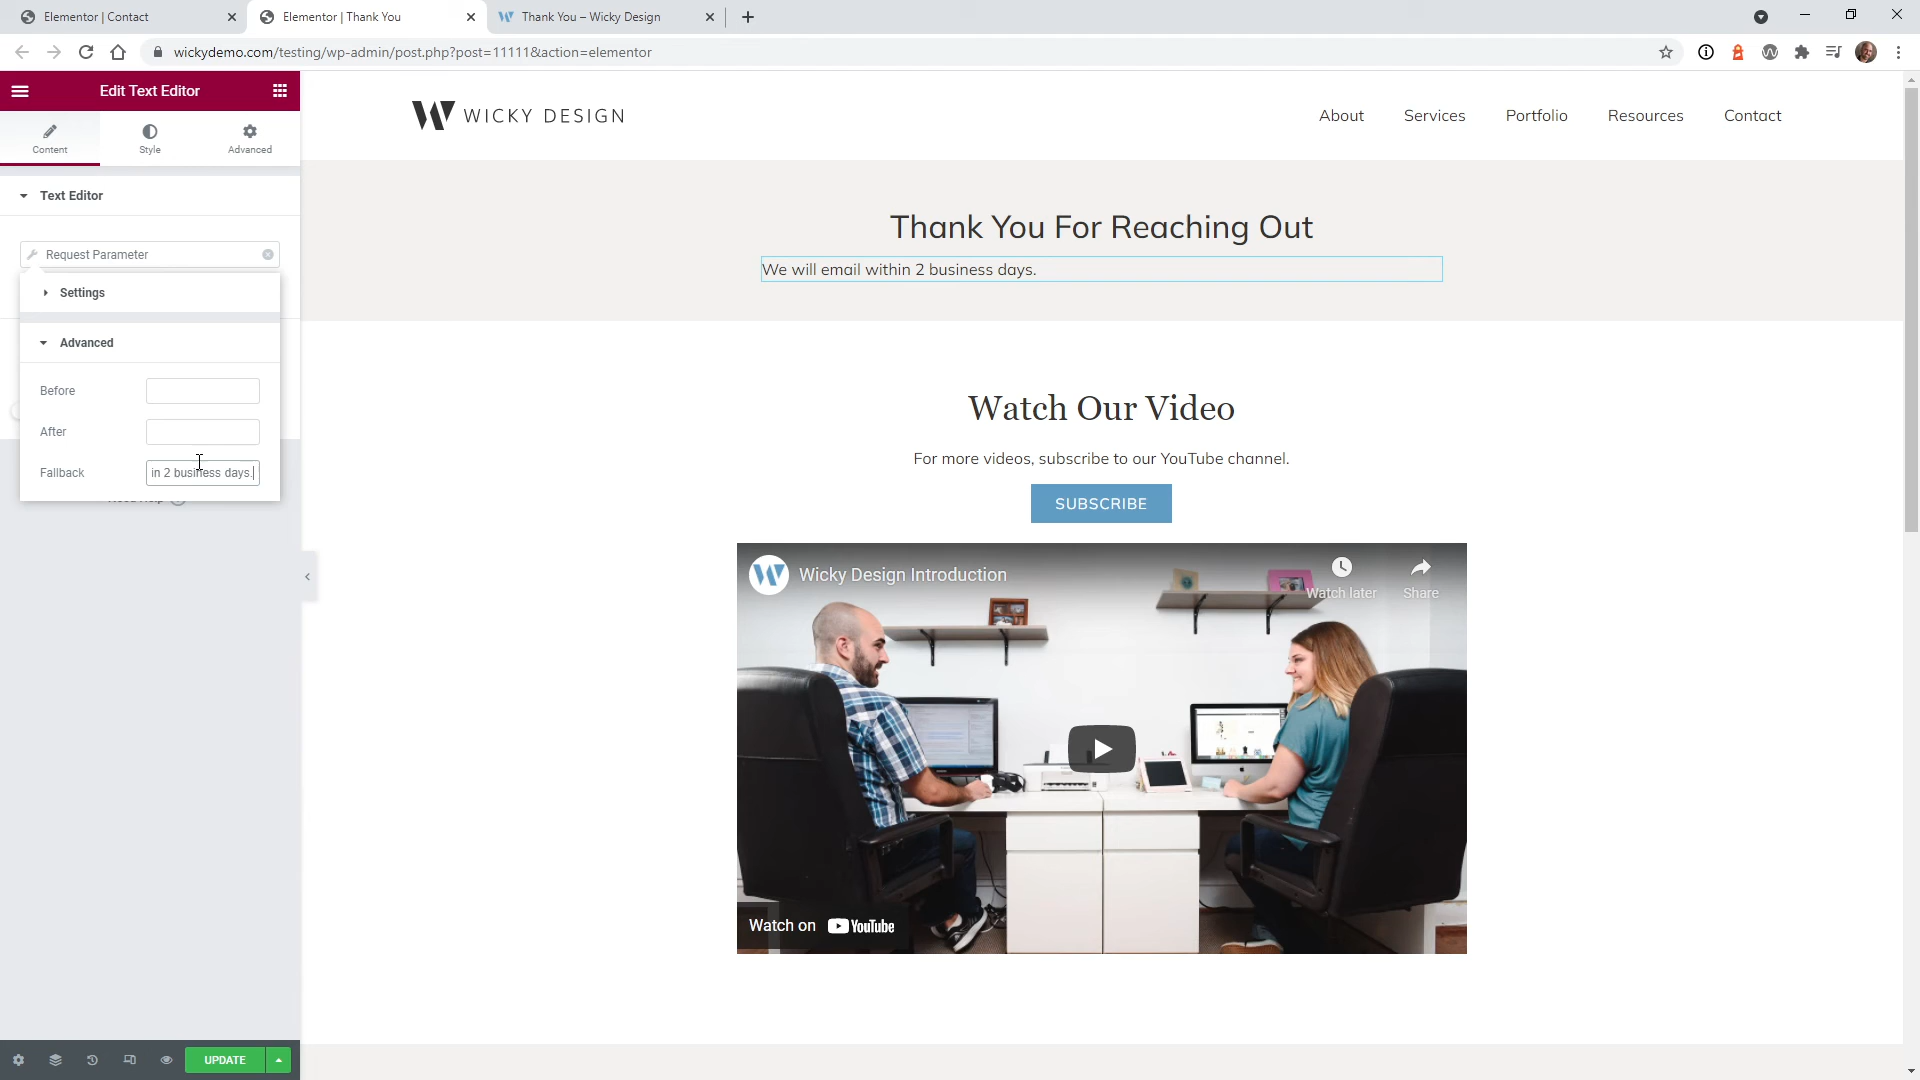 Elementor | Contact
Elementor | Thank You
Thank You – Wicky Design
wickydemo.com/testing/wp-admin/post.php?post=11111&action=elementor
Edit Text Editor
Content
Style
Advanced
Text Editor
Request Parameter
Settings
Advanced
Before
After
Fallback
in 2 business days.
UPDATE
WICKY DESIGN
About
Services
Portfolio
Resources
Contact
Thank You For Reaching Out
We will email within 2 business days.
Watch Our Video
For more videos, subscribe to our YouTube channel.
SUBSCRIBE
Wicky Design Introduction
Watch later
Share
Watch on YouTube